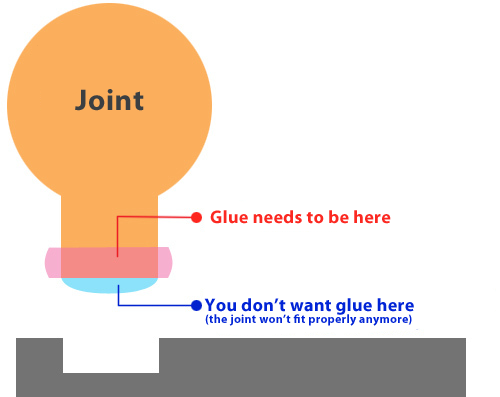 Joint
Glue needs to be here
You don't want glue here
(the joint won't fit properly anymore)